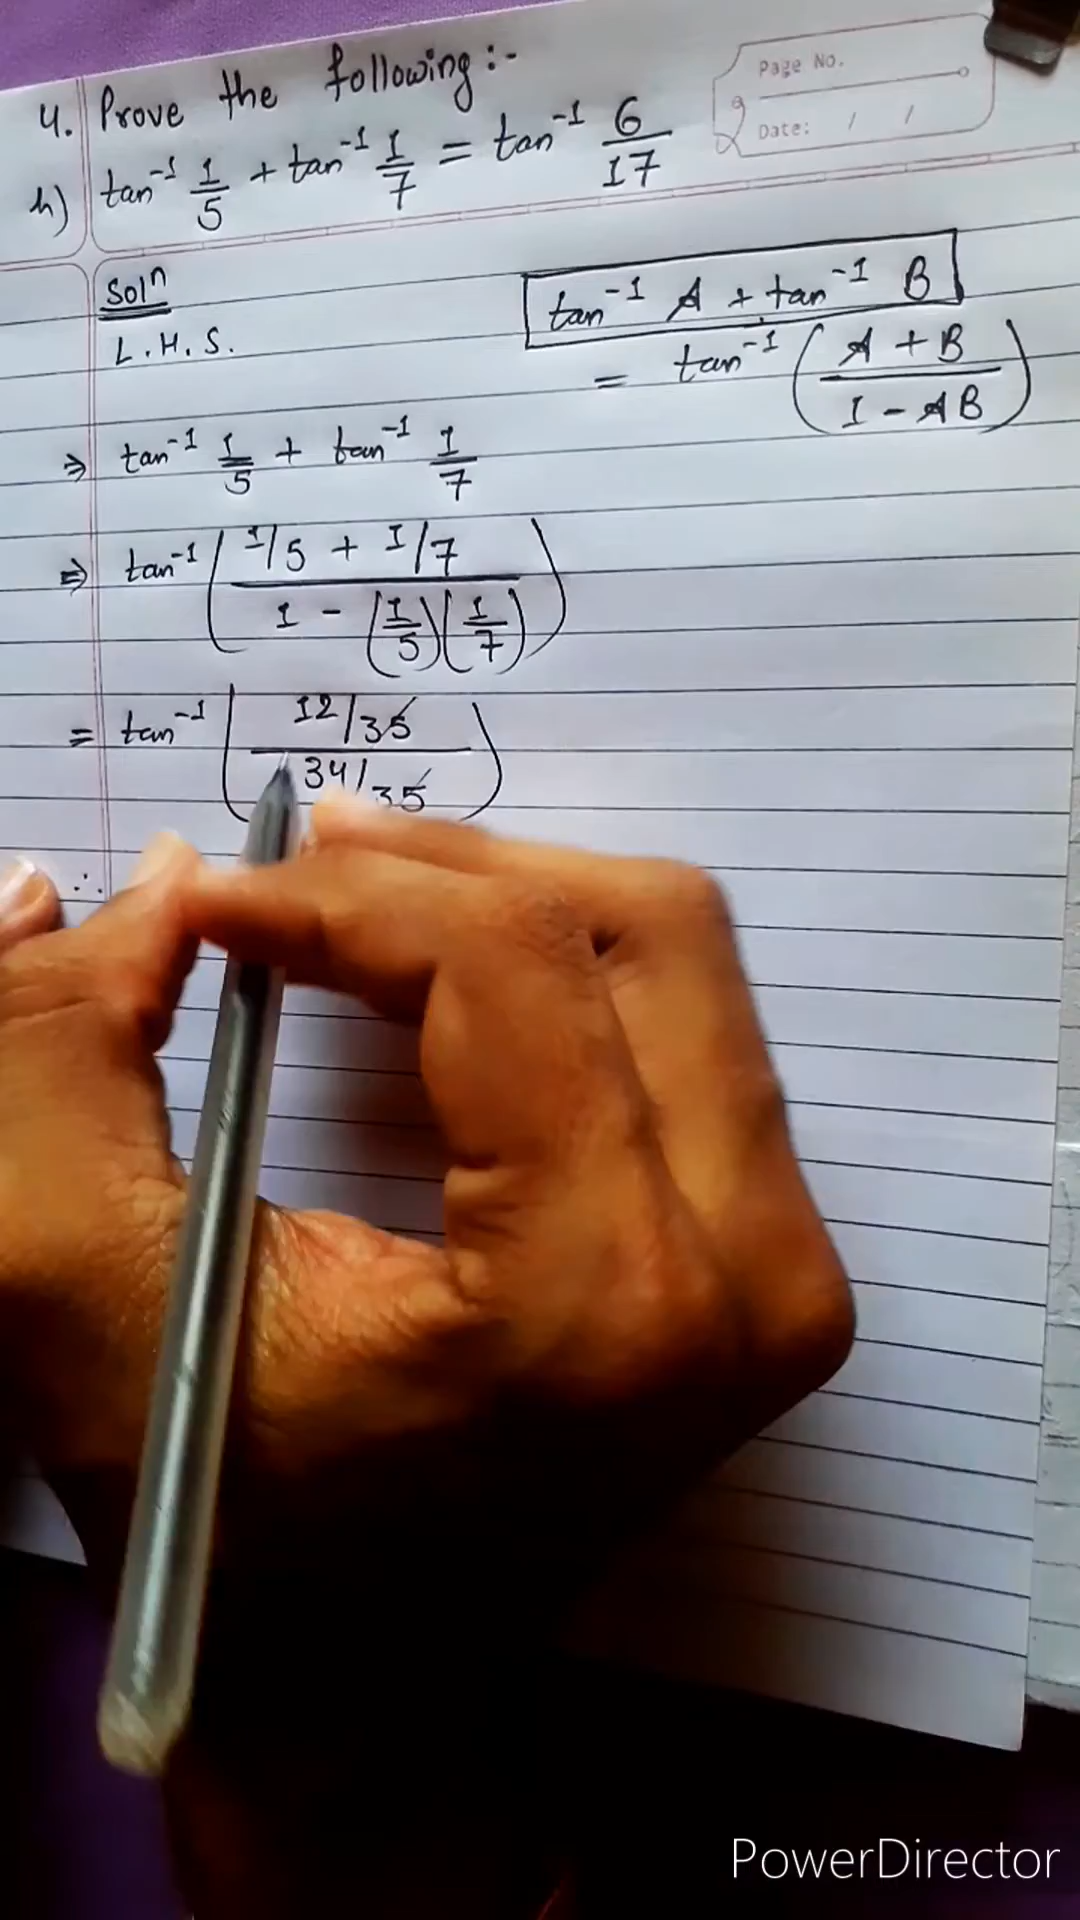 4. Prove the following :-
Page No.
Date: / /
h) tan⁻¹ 1/5 + tan⁻¹ 1/7 = tan⁻¹ 6/17
Solⁿ
tan⁻¹ A + tan⁻¹ B
L.H.S.
= tan⁻¹ ( A + B / 1 - AB )
⇒ tan⁻¹ 1/5 + tan⁻¹ 1/7
⇒ tan⁻¹ ( 1/5 + 1/7 / 1 - (1/5)(1/7) )
= tan⁻¹ ( 12/35 / 34/35 )
∴
PowerDirector